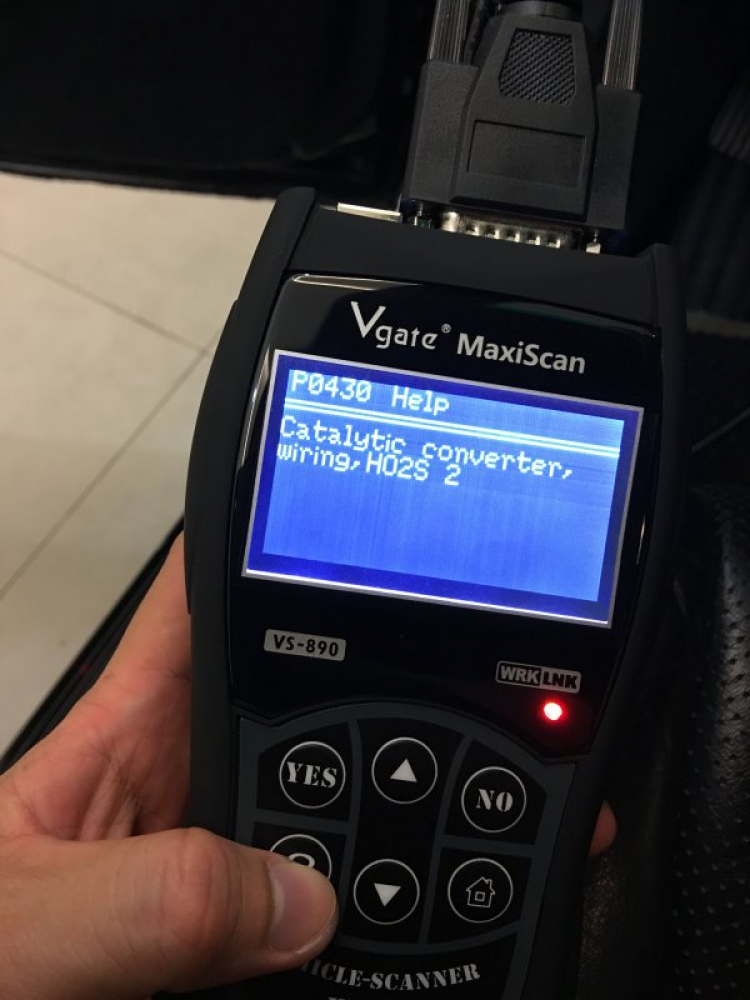 Vgate® MaxiScan
P0430 Help
Catalytic converter,
wiring,HO2S 2
VS-890
WRK LNK
YES
NO